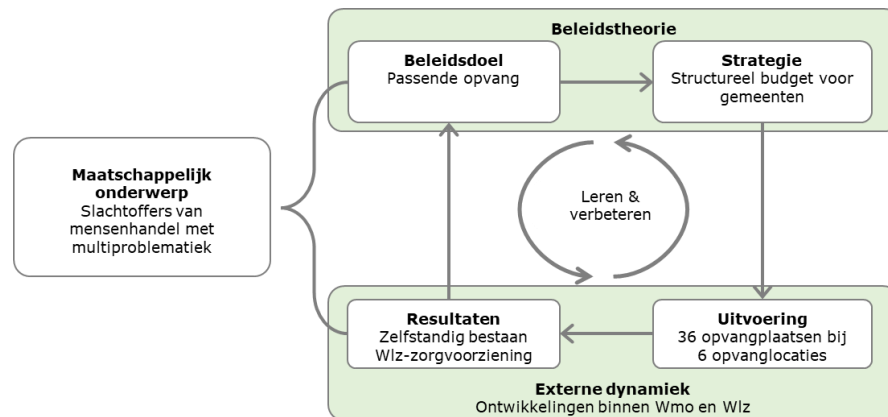 Beleidstheorie
Beleidsdoel
Passende opvang
Strategie
Structureel budget voor
gemeenten
Maatschappelijk
onderwerp
Slachtoffers van
mensenhandel met
multiproblematiek
Leren &
verbeteren
Resultaten
Zelfstandig bestaan
Wlz-zorgvoorziening
Uitvoering
36 opvangplaatsen bij
6 opvanglocaties
Externe dynamiek
Ontwikkelingen binnen Wmo en Wlz